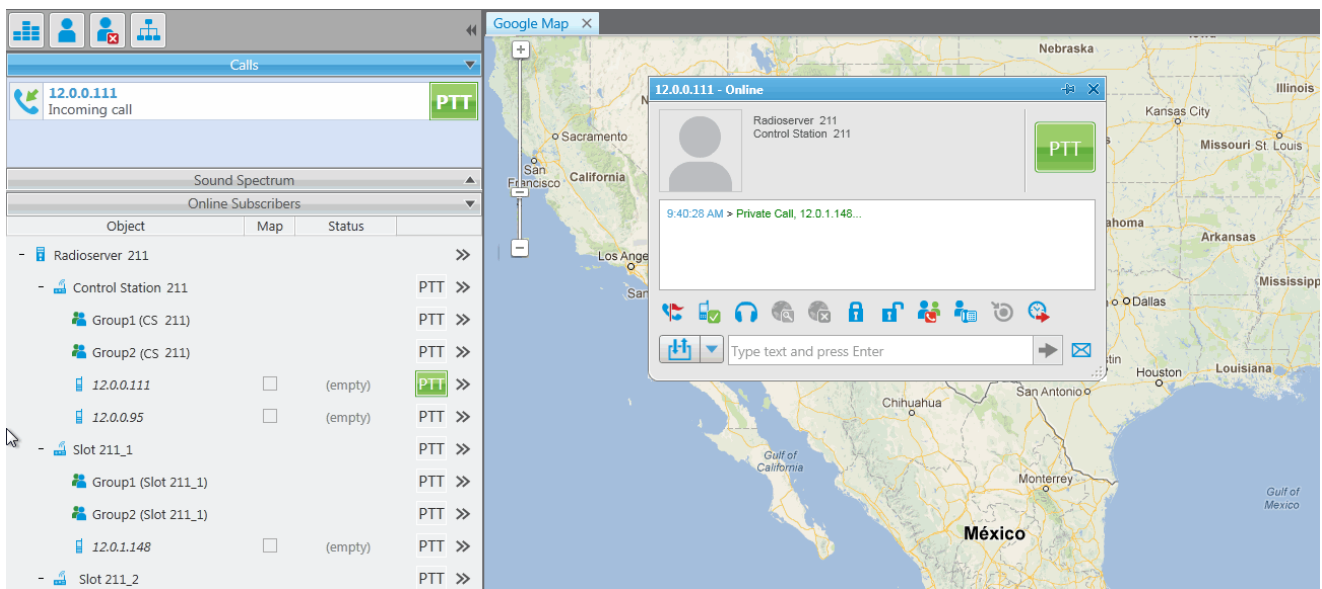 Calls
12.0.0.111
Incoming call
PTT
Sound Spectrum
Online Subscribers
Object Map Status
Radioserver 211
Control Station 211 PTT
Group1 (CS 211) PTT
Group2 (CS 211) PTT
12.0.0.111 (empty) PTT
12.0.0.95 (empty) PTT
Slot 211_1 PTT
Group1 (Slot 211_1) PTT
Group2 (Slot 211_1) PTT
12.0.1.148 (empty) PTT
Slot 211_2 PTT
Google Map
Nebraska
Illinois
Kansas City
Missouri St. Louis
Sacramento
San
Francisco
California
12.0.0.111 - Online
Radioserver 211
Control Station 211
PTT
9:40:28 AM > Private Call, 12.0.1.148...
Type text and press Enter
ahoma
Arkansas
Los Ange
San
Mississipp
Dallas
stin
Houston
Louisiana
San Antonio
Chihuahua
Gulf of
California
Monterrey
Gulf of
Mexico
México